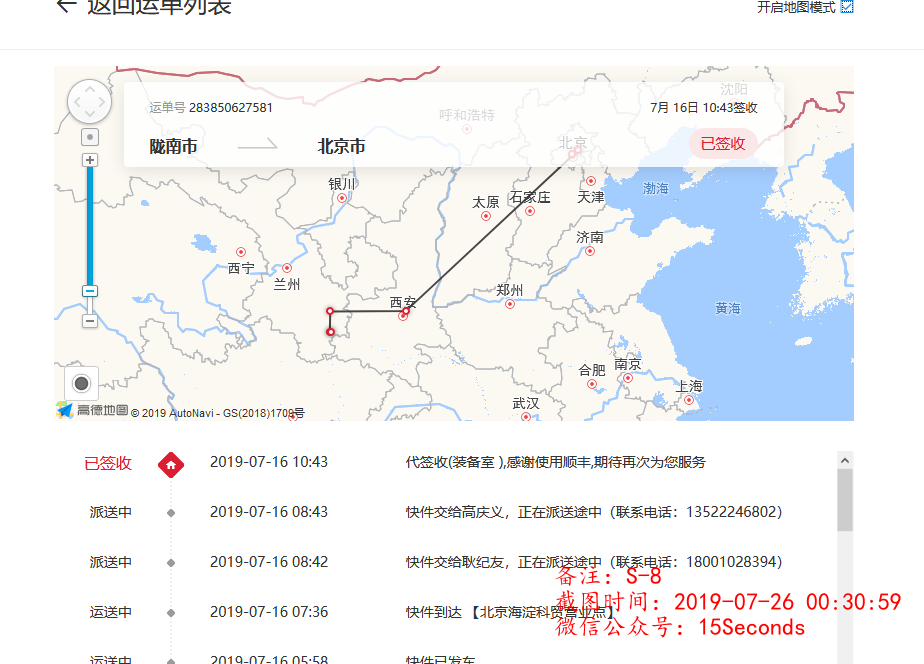 ← 返回运单列表
开启地图模式
运单号 283850627581
7月 16日 10:43签收
陇南市
北京市
已签收
呼和浩特
沈阳
北京
银川
太原
石家庄
天津
渤海
西宁
兰州
济南
西安
郑州
黄海
合肥
南京
上海
武汉
高德地图 © 2019 AutoNavi - GS(2018)1709号
已签收 2019-07-16 10:43 代签收(装备室 ),感谢使用顺丰,期待再次为您服务
派送中 2019-07-16 08:43 快件交给高庆义，正在派送途中（联系电话：13522246802）
派送中 2019-07-16 08:42 快件交给耿纪友，正在派送途中（联系电话：18001028394）
备注: S-8
运送中 2019-07-16 07:36 快件到达 【北京海淀科贸营业点】
截图时间: 2019-07-26 00:30:59
微信公众号: 15Seconds
运送中 2019-07-16 05:58 快件已发车